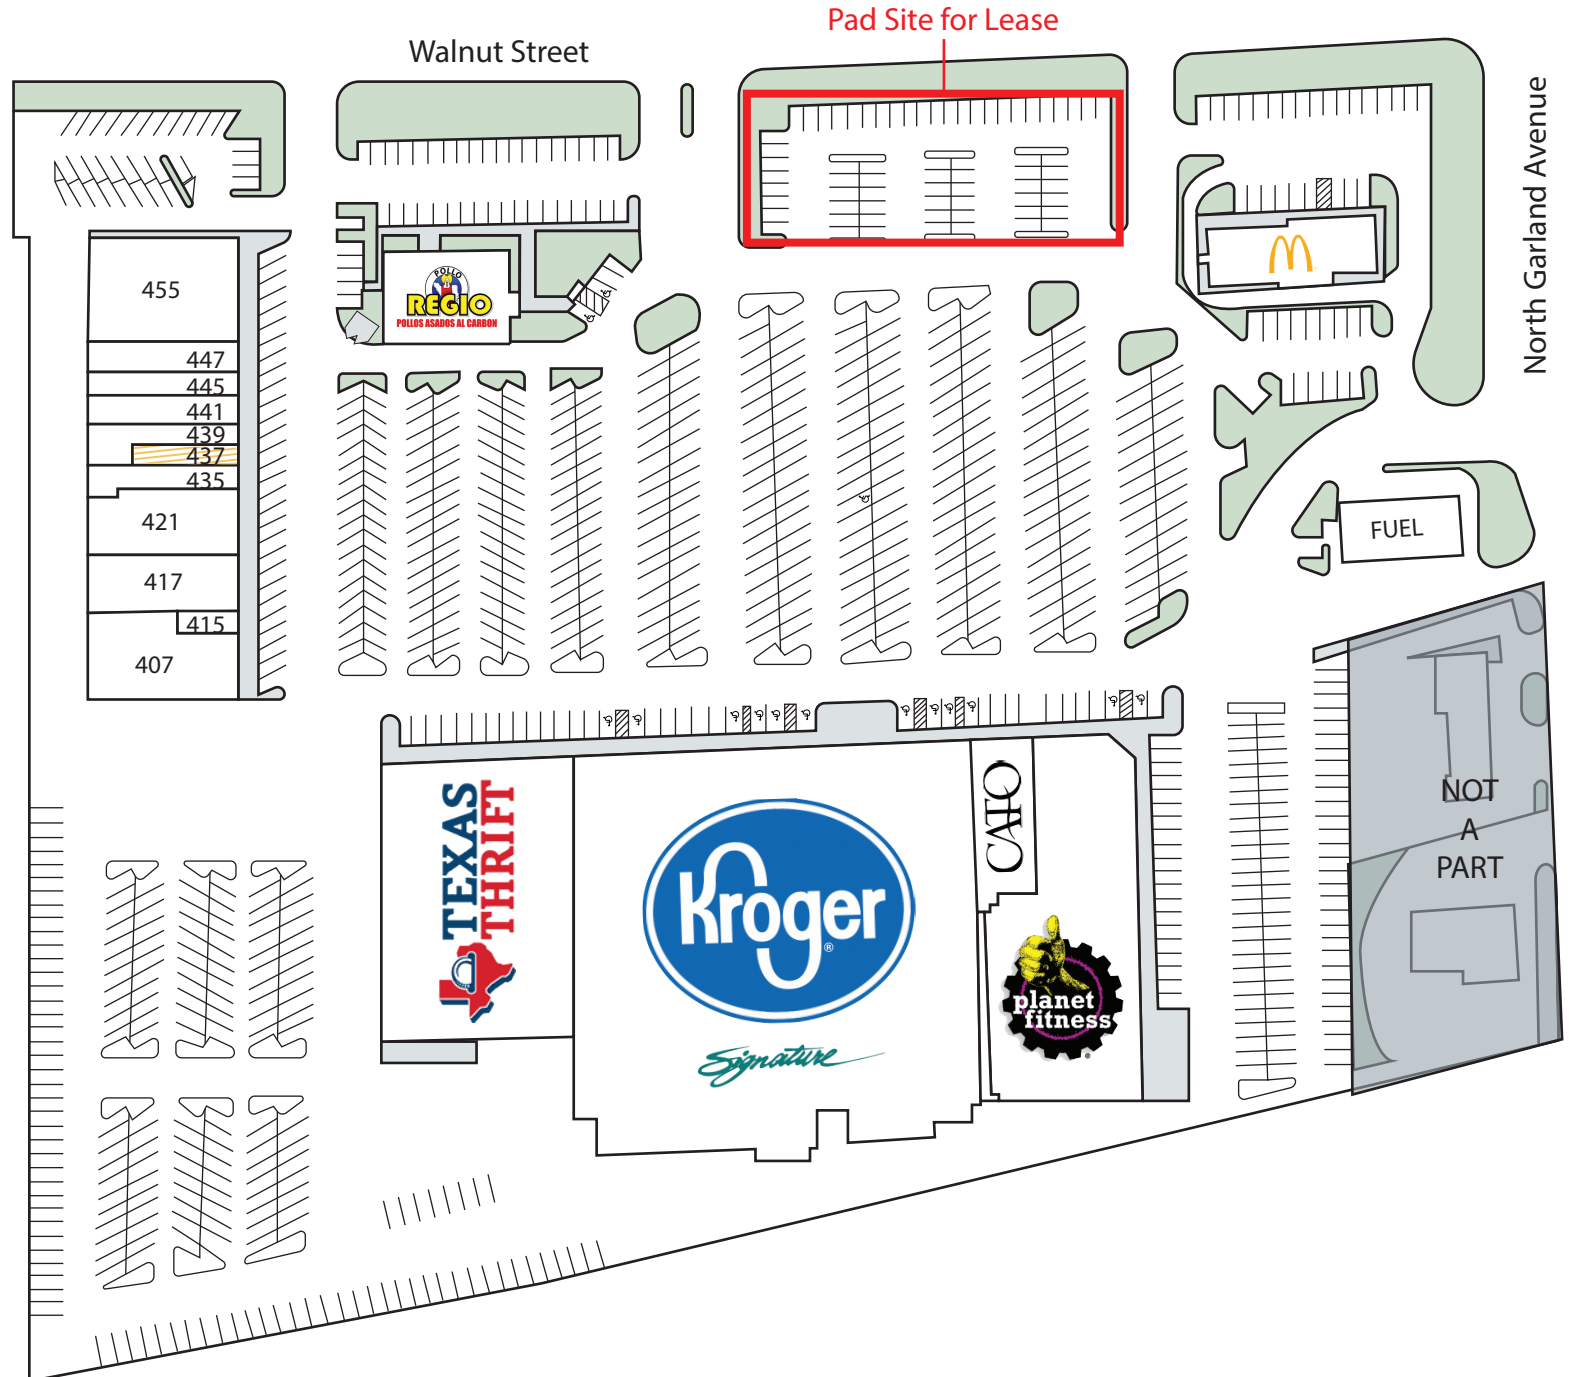 Pad Site for Lease
Walnut Street
North Garland Avenue
POLLO
REGIO
POLLOS ASADOS AL CARBON
455
447
445
441
439
437
435
421
417
415
407
FUEL
TEXAS
THRIFT
Kroger
®
Signature
CATO
planet
fitness
®
NOT
A
PART